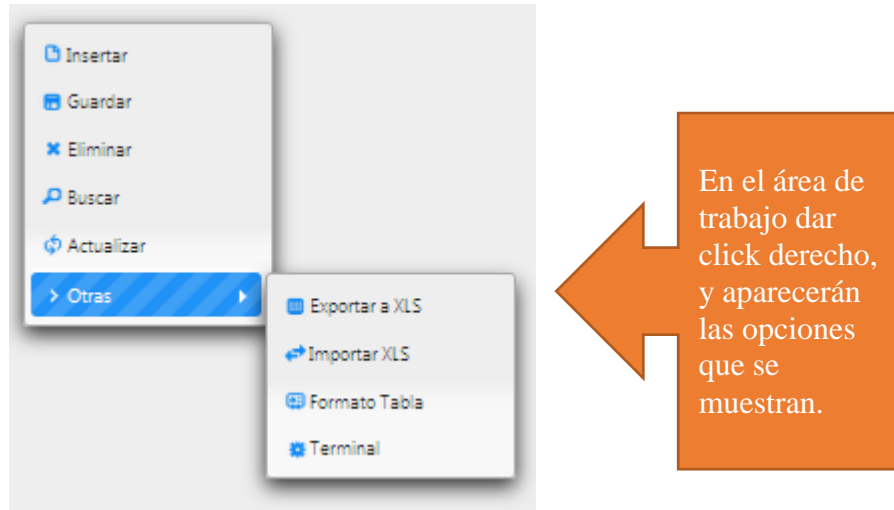 Insertar
Guardar
Eliminar
Buscar
Actualizar
Otras
Exportar a XLS
Importar XLS
Formato Tabla
Terminal
En el área de
trabajo dar
click derecho,
y aparecerán
las opciones
que se
muestran.